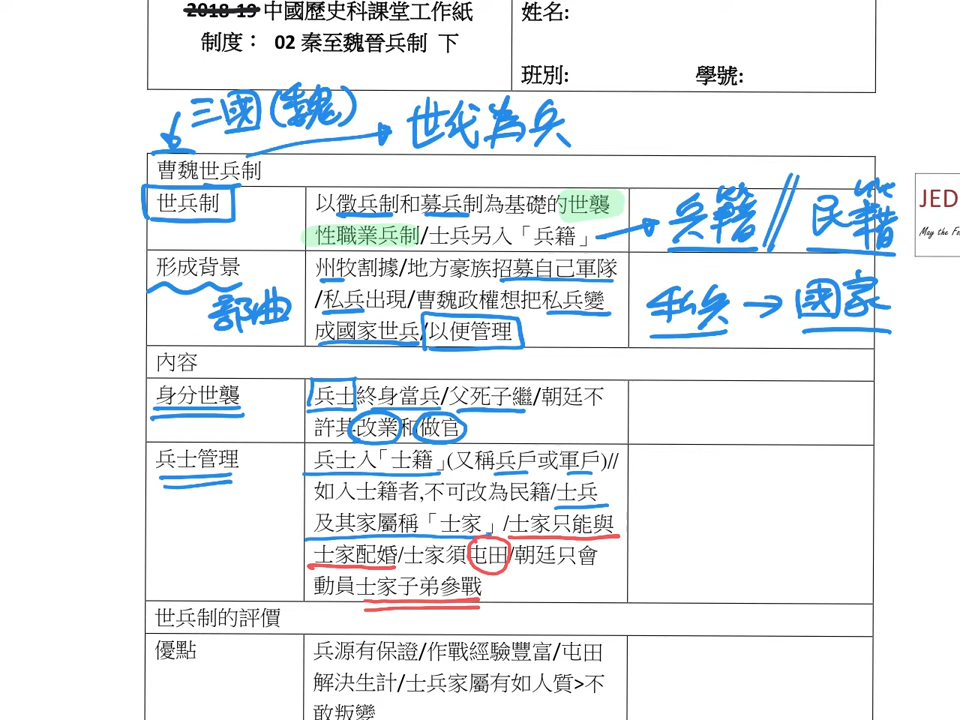 2018-19 中國歷史科課堂工作紙
制度： 02 秦至魏晉兵制 下
姓名:
班別: 學號:
三國(魏) 世代為兵
曹魏世兵制
世兵制
以徵兵制和募兵制為基礎的世襲
性職業兵制/士兵另入「兵籍」
兵籍 // 民籍
形成背景
部曲
州牧割據/地方豪族招募自己軍隊
/私兵出現/曹魏政權想把私兵變
成國家世兵/以便管理
私兵 → 國家
內容
身分世襲
兵士終身當兵/父死子繼/朝廷不
許其改業和做官
兵士管理
兵士入「士籍」(又稱兵戶或軍戶)//
如入士籍者,不可改為民籍/士兵
及其家屬稱「士家」/士家只能與
士家配婚/士家須屯田/朝廷只會
動員士家子弟參戰
世兵制的評價
優點
兵源有保證/作戰經驗豐富/屯田
解決生計/士兵家屬有如人質>不
敢叛變
JED
May the Fo